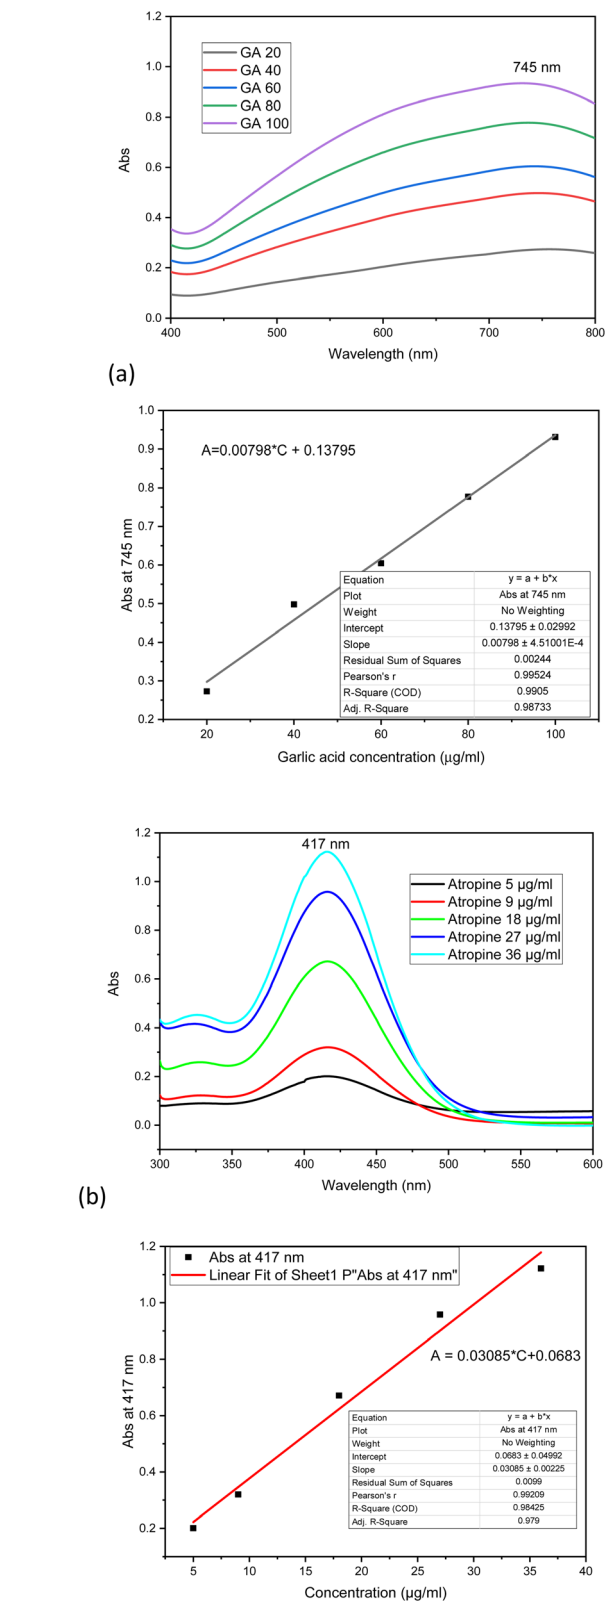 1.2
1.0
0.8
0.6
0.4
0.2
0.0
Abs
GA 20
GA 40
GA 60
GA 80
GA 100
745 nm
400 500 600 700 800
Wavelength (nm)
(a)
1.0
0.9
0.8
0.7
0.6
0.5
0.4
0.3
0.2
Abs at 745 nm
A=0.00798*C + 0.13795
Equation y = a + b*x
Plot Abs at 745 nm
Weight No Weighting
Intercept 0.13795 ± 0.02992
Slope 0.00798 ± 4.51001E-4
Residual Sum of Squares 0.00244
Pearson's r 0.99524
R-Square (COD) 0.9905
Adj. R-Square 0.98733
20 40 60 80 100
Garlic acid concentration (μg/ml)
1.2
1.0
0.8
0.6
0.4
0.2
0.0
Abs
417 nm
Atropine 5 μg/ml
Atropine 9 μg/ml
Atropine 18 μg/ml
Atropine 27 μg/ml
Atropine 36 μg/ml
300 350 400 450 500 550 600
Wavelength (nm)
(b)
1.2
1.0
0.8
0.6
0.4
0.2
Abs at 417 nm
Abs at 417 nm
Linear Fit of Sheet1 P"Abs at 417 nm"
A = 0.03085*C+0.0683
Equation y = a + b*x
Plot Abs at 417 nm
Weight No Weighting
Intercept 0.0683 ± 0.04992
Slope 0.03085 ± 0.00225
Residual Sum of Squares 0.0099
Pearson's r 0.99209
R-Square (COD) 0.98425
Adj. R-Square 0.979
5 10 15 20 25 30 35 40
Concentration (μg/ml)